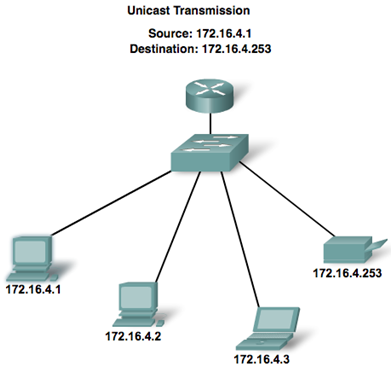 Unicast Transmission
Source: 172.16.4.1
Destination: 172.16.4.253
172.16.4.253
172.16.4.1
172.16.4.2
172.16.4.3